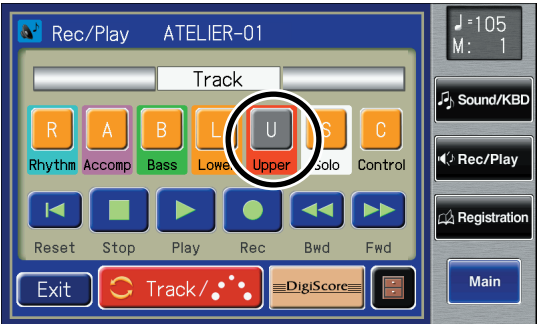 Rec/Play ATELIER-01
♩=105
M: 1
Track
R A B L U S C
Rhythm Accomp Bass Lower Upper Solo Control
Reset Stop Play Rec Bwd Fwd
Exit Track/ DigiScore
Sound/KBD
Rec/Play
Registration
Main